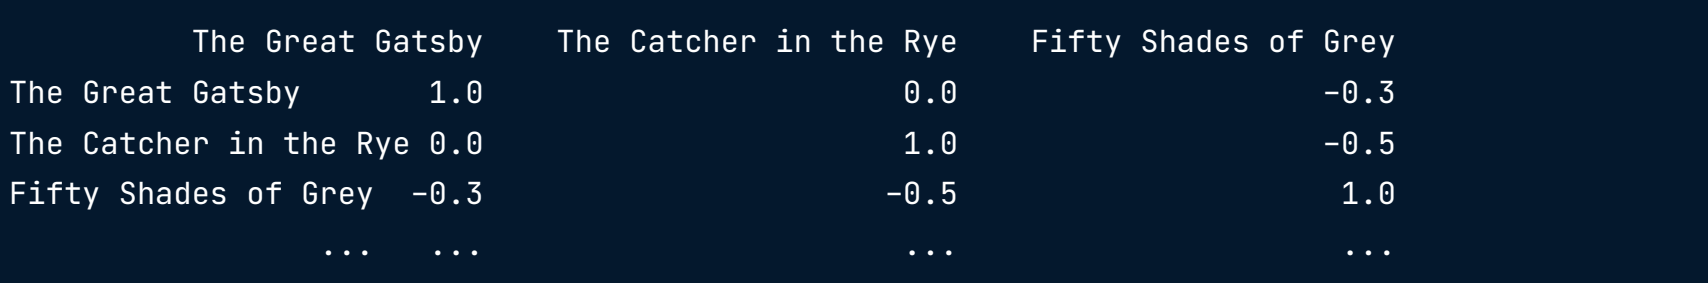 The Great Gatsby The Catcher in the Rye Fifty Shades of Grey
The Great Gatsby 1.0 0.0 -0.3
The Catcher in the Rye 0.0 1.0 -0.5
Fifty Shades of Grey -0.3 -0.5 1.0
... ... ... ...